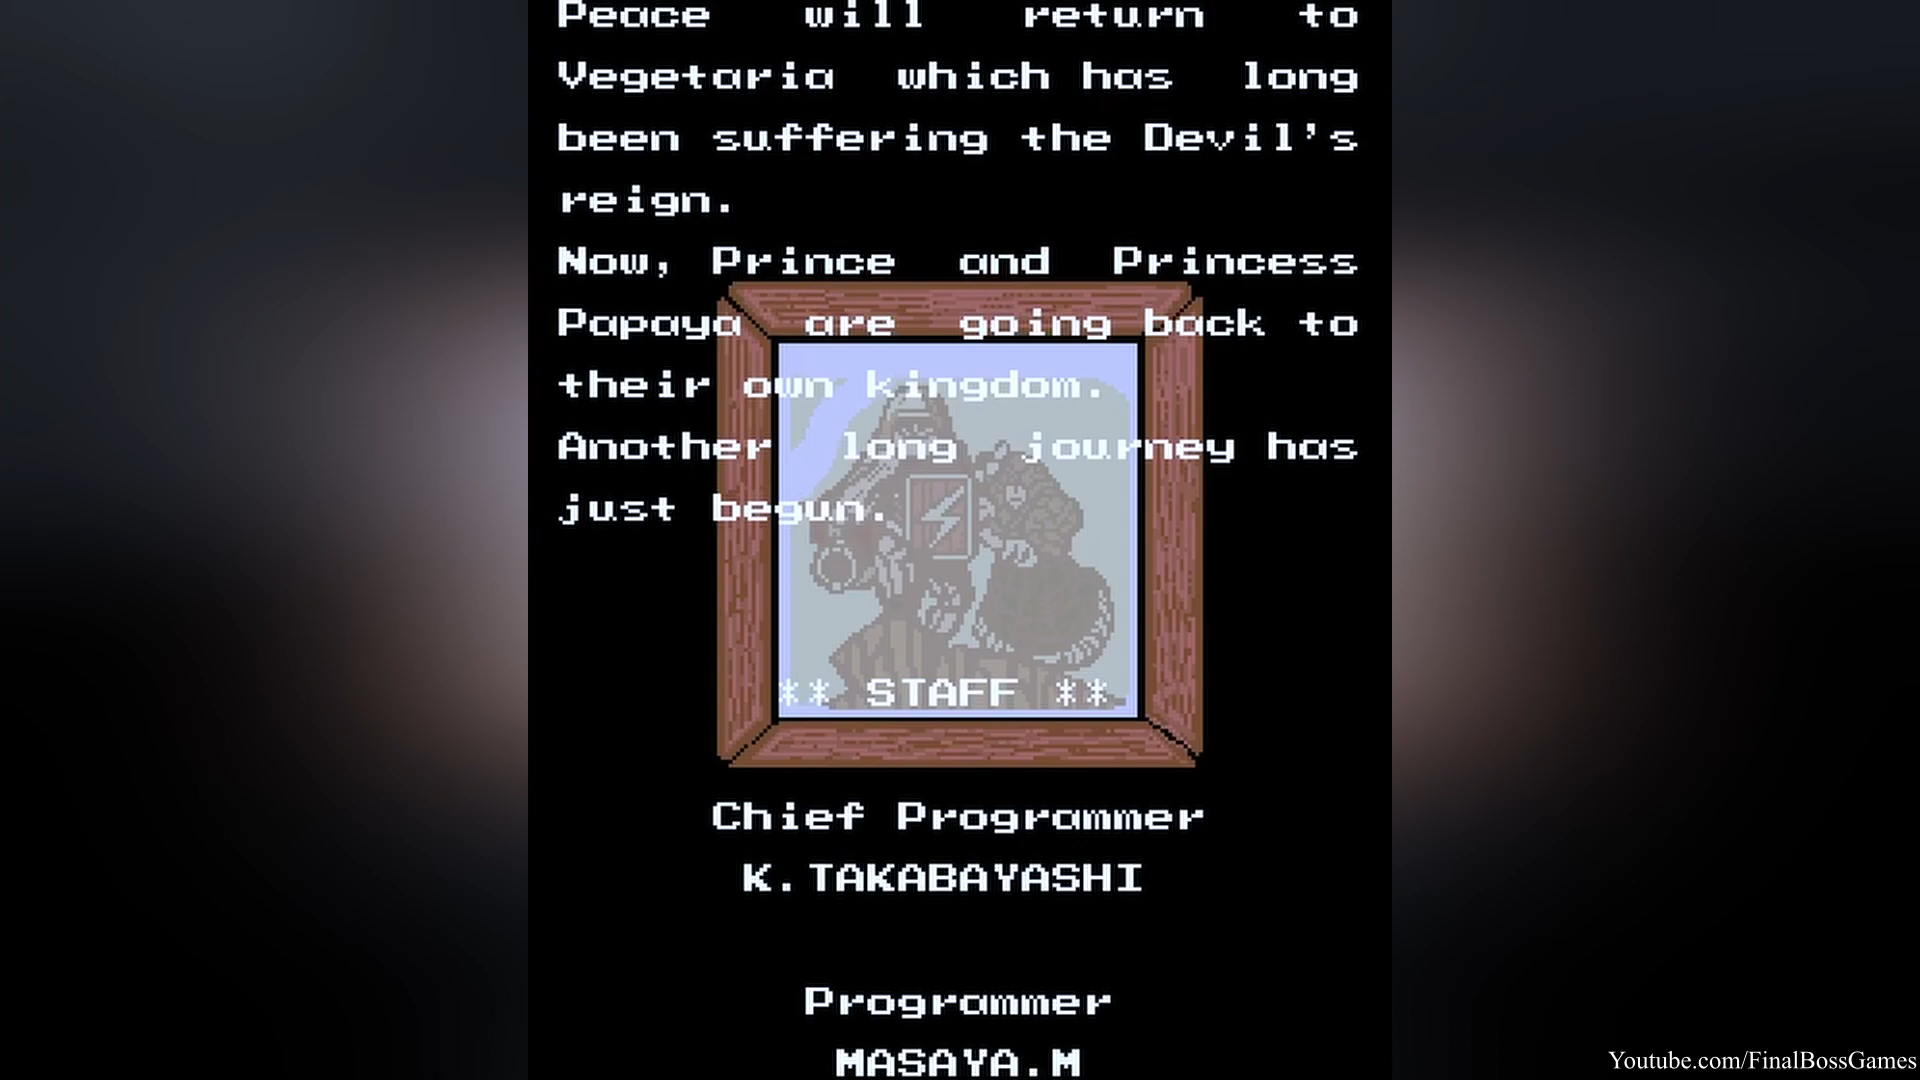 Peace will return to
Vegetaria which has long
been suffering the Devil's
reign.
Now, Prince and Princess
Papaya are going back to
their own kingdom.
Another long journey has
just begun.
** STAFF **
Chief Programmer
K.TAKABAYASHI
Programmer
MASAYA.M
Youtube.com/FinalBossGames